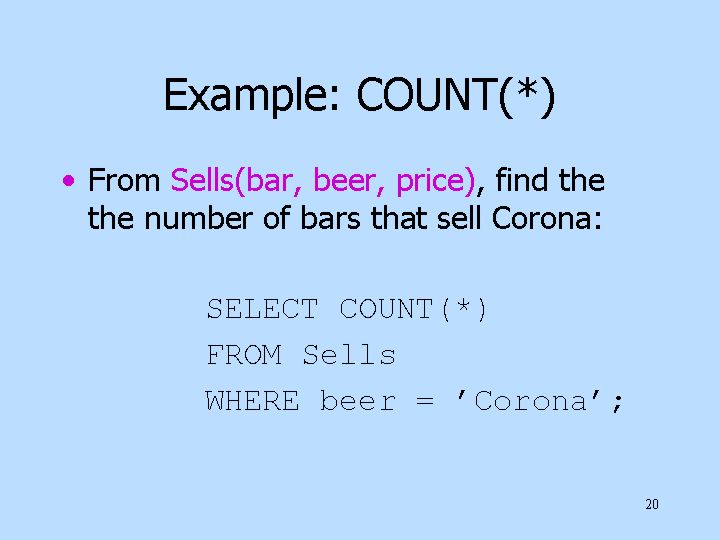 Example: COUNT(*)
• From Sells(bar, beer, price), find the
the number of bars that sell Corona:
SELECT COUNT(*)
FROM Sells
WHERE beer = ’Corona’;
20